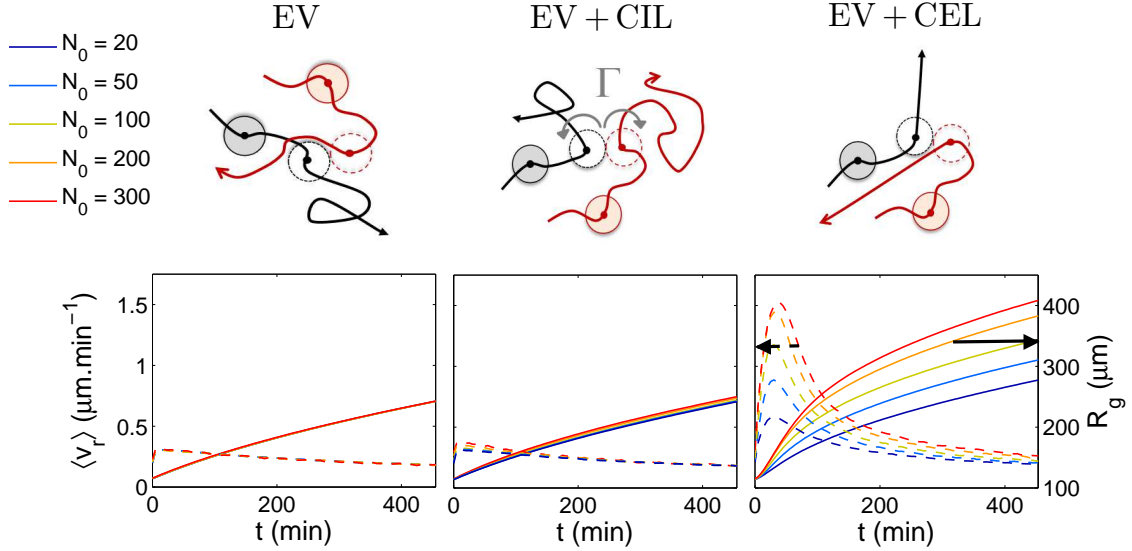 EV
EV + CIL
EV + CEL
N₀ = 20
N₀ = 50
N₀ = 100
N₀ = 200
N₀ = 300
Γ
⟨v_r⟩ (μm.min⁻¹)
1.5
1
0.5
0
0 200 400
t (min)
0 200 400
t (min)
0 200 400
t (min)
400
300
200
100
R_g (μm)